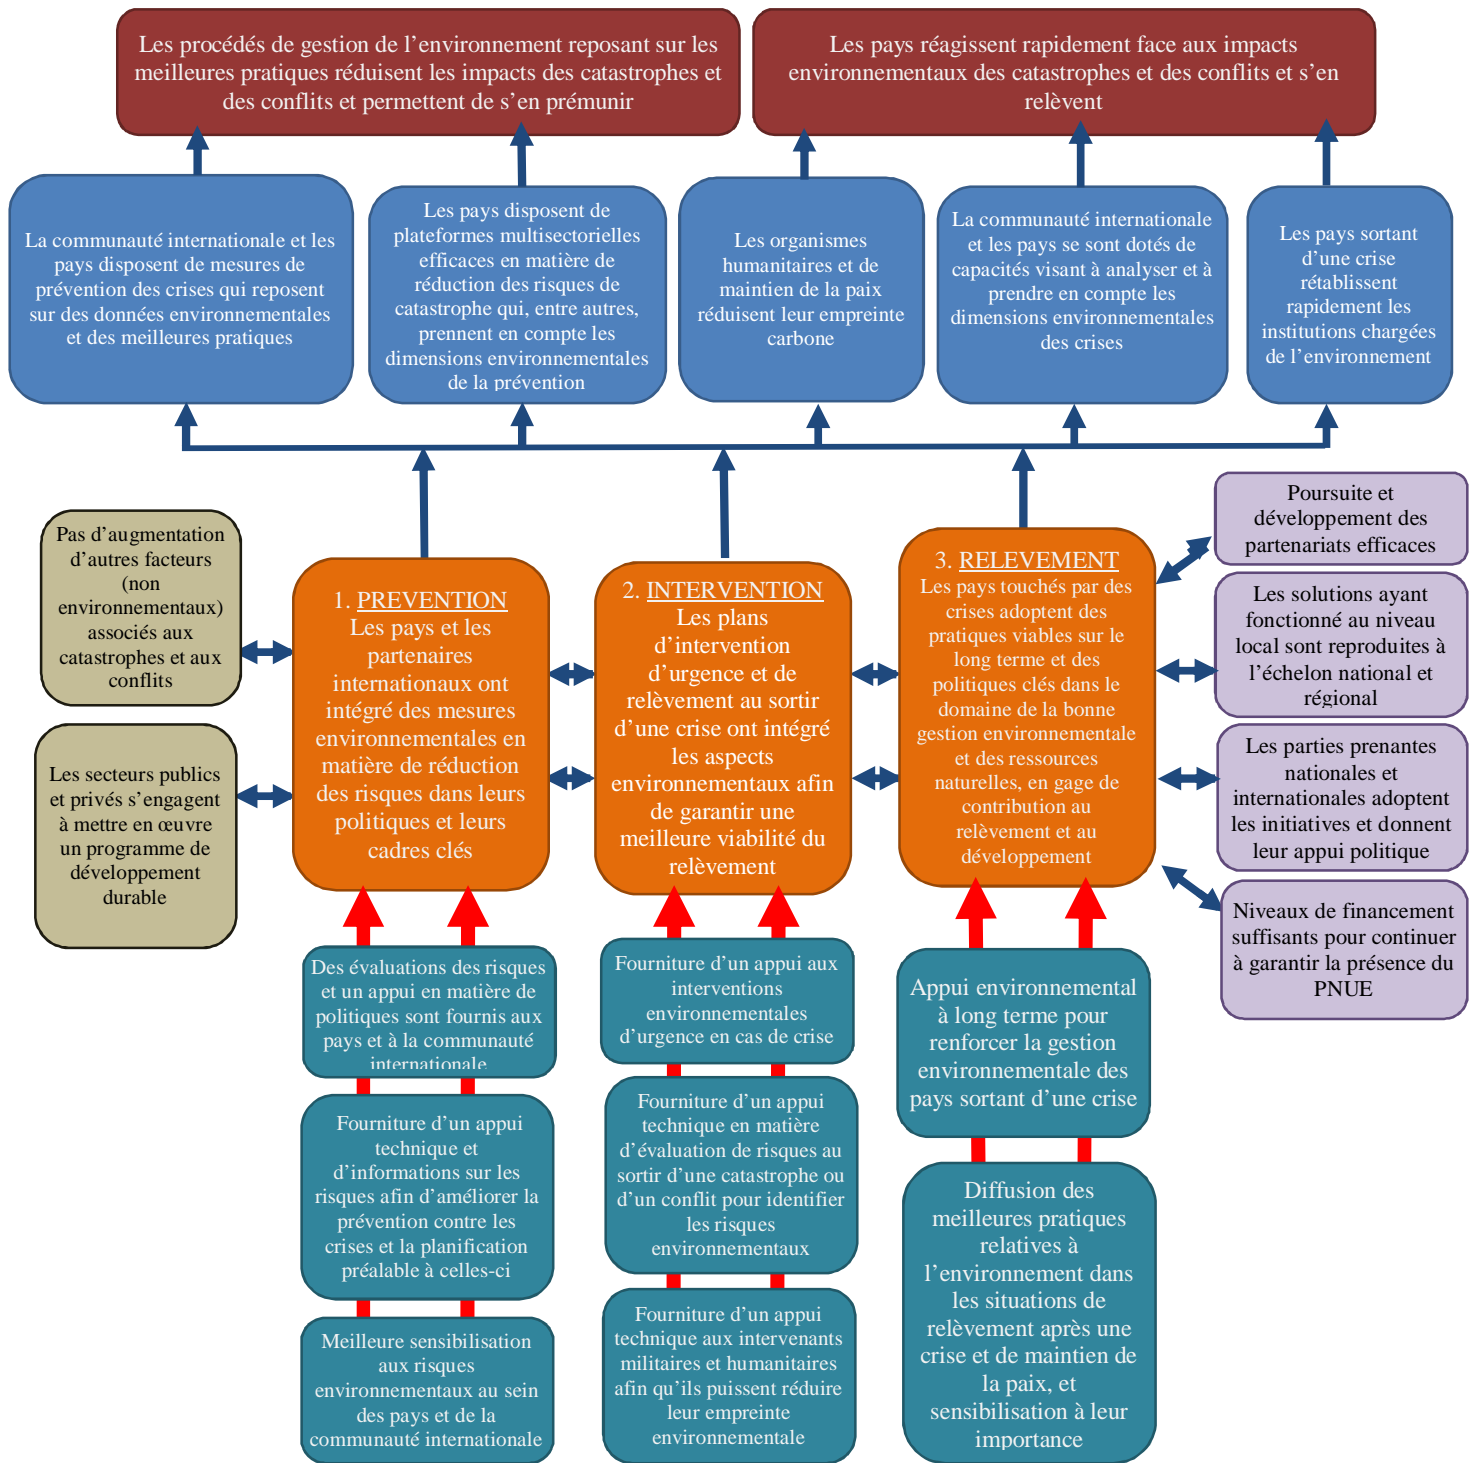 Les procédés de gestion de l’environnement reposant sur les
meilleures pratiques réduisent les impacts des catastrophes et
des conflits et permettent de s’en prémunir
Les pays réagissent rapidement face aux impacts
environnementaux des catastrophes et des conflits et s’en
relèvent
La communauté internationale et les
pays disposent de mesures de
prévention des crises qui reposent
sur des données environnementales
et des meilleures pratiques
Les pays disposent de
plateformes multisectorielles
efficaces en matière de
réduction des risques de
catastrophe qui, entre autres,
prennent en compte les
dimensions environnementales
de la prévention
Les organismes
humanitaires et de
maintien de la paix
réduisent leur empreinte
carbone
La communauté internationale
et les pays se sont dotés de
capacités visant à analyser et à
prendre en compte les
dimensions environnementales
des crises
Les pays sortant
d’une crise
rétablissent
rapidement les
institutions chargées
de l’environnement
Pas d’augmentation
d’autres facteurs
(non
environnementaux)
associés aux
catastrophes et aux
conflits
Les secteurs publics
et privés s’engagent
à mettre en œuvre
un programme de
développement
durable
1. PREVENTION
Les pays et les
partenaires
internationaux ont
intégré des mesures
environnementales en
matière de réduction
des risques dans leurs
politiques et leurs
cadres clés
2. INTERVENTION
Les plans
d’intervention
d’urgence et de
relèvement au sortir
d’une crise ont intégré
les aspects
environnementaux afin
de garantir une
meilleure viabilité du
relèvement
3. RELEVEMENT
Les pays touchés par des
crises adoptent des
pratiques viables sur le
long terme et des
politiques clés dans le
domaine de la bonne
gestion environnementale
et des ressources
naturelles, en gage de
contribution au
relèvement et au
développement
Poursuite et
développement des
partenariats efficaces
Les solutions ayant
fonctionné au niveau
local sont reproduites à
l’échelon national et
régional
Les parties prenantes
nationales et
internationales adoptent
les initiatives et donnent
leur appui politique
Niveaux de financement
suffisants pour continuer
à garantir la présence du
PNUE
Des évaluations des risques
et un appui en matière de
politiques sont fournis aux
pays et à la communauté
internationale
Fourniture d’un appui
technique et
d’informations sur les
risques afin d’améliorer la
prévention contre les
crises et la planification
préalable à celles-ci
Meilleure sensibilisation
aux risques
environnementaux au sein
des pays et de la
communauté internationale
Fourniture d’un appui aux
interventions
environnementales
d’urgence en cas de crise
Fourniture d’un appui
technique en matière
d’évaluation de risques au
sortir d’une catastrophe ou
d’un conflit pour identifier
les risques
environnementaux
Fourniture d’un appui
technique aux intervenants
militaires et humanitaires
afin qu’ils puissent réduire
leur empreinte
environnementale
Appui environnemental
à long terme pour
renforcer la gestion
environnementale des
pays sortant d’une crise
Diffusion des
meilleures pratiques
relatives à
l’environnement dans
les situations de
relèvement après une
crise et de maintien de
la paix, et
sensibilisation à leur
importance